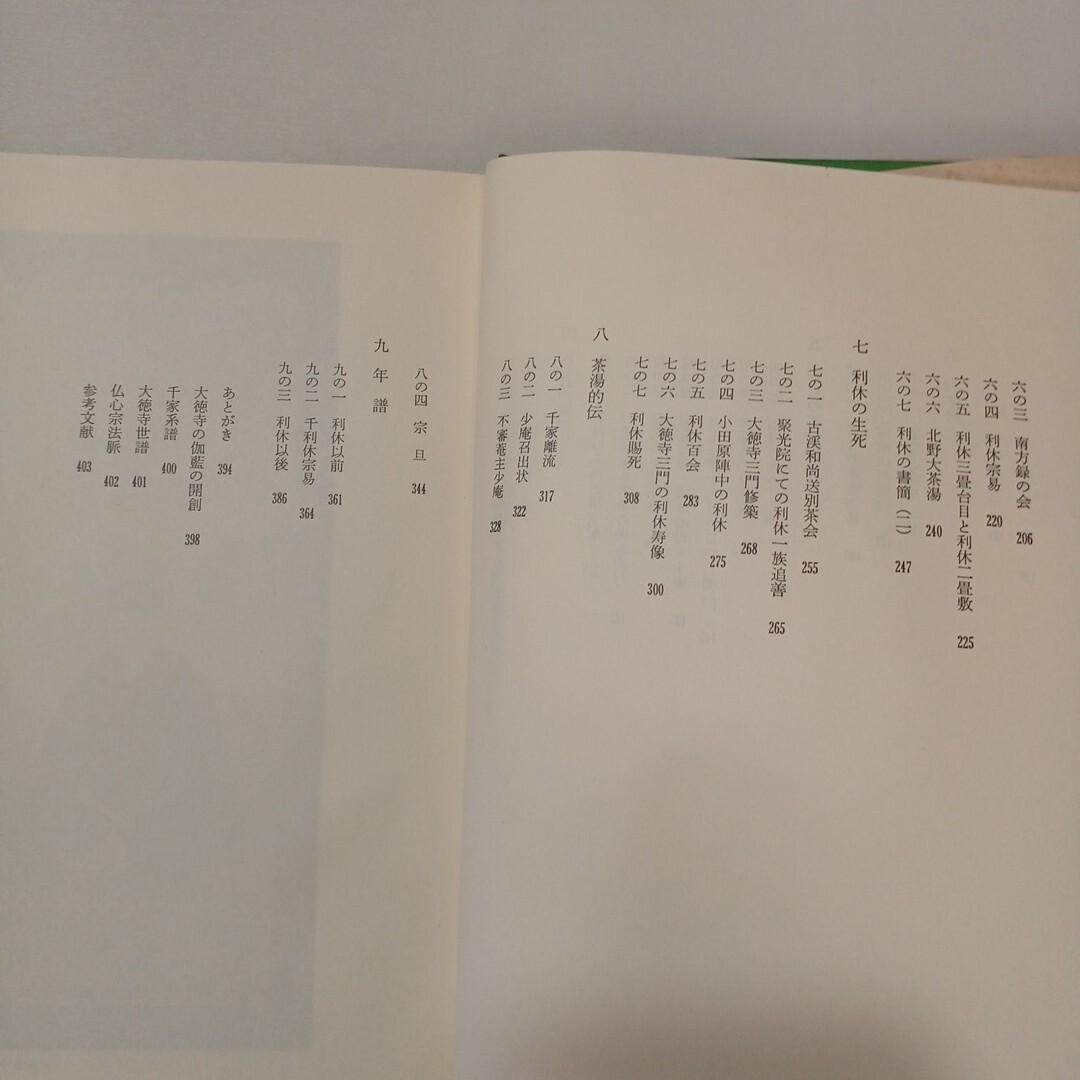 六の三 南方録の会 206
六の四 利休宗易 220
六の五 利休三畳台目と利休二畳敷 225
六の六 北野大茶湯 240
六の七 利休の書簡(二) 247
七 利休の生死
七の一 古渓和尚送別茶会 255
七の二 聚光院にての利休一族追善 265
七の三 大徳寺三門修築 268
七の四 小田原陣中の利休 275
七の五 利休百会 283
七の六 大徳寺三門の利休寿像 300
七の七 利休賜死 308
八 茶湯的伝
八の一 千家離流 317
八の二 少庵召出状 322
八の三 不審菴主少庵 328
八の四 宗旦 344
九 年譜
九の一 利休以前 361
九の二 千利休宗易 364
九の三 利休以後 386
あとがき 394
大徳寺の伽藍の開創 398
千家系譜 400
大徳寺世譜 401
仏心宗法脈 402
参考文献 403